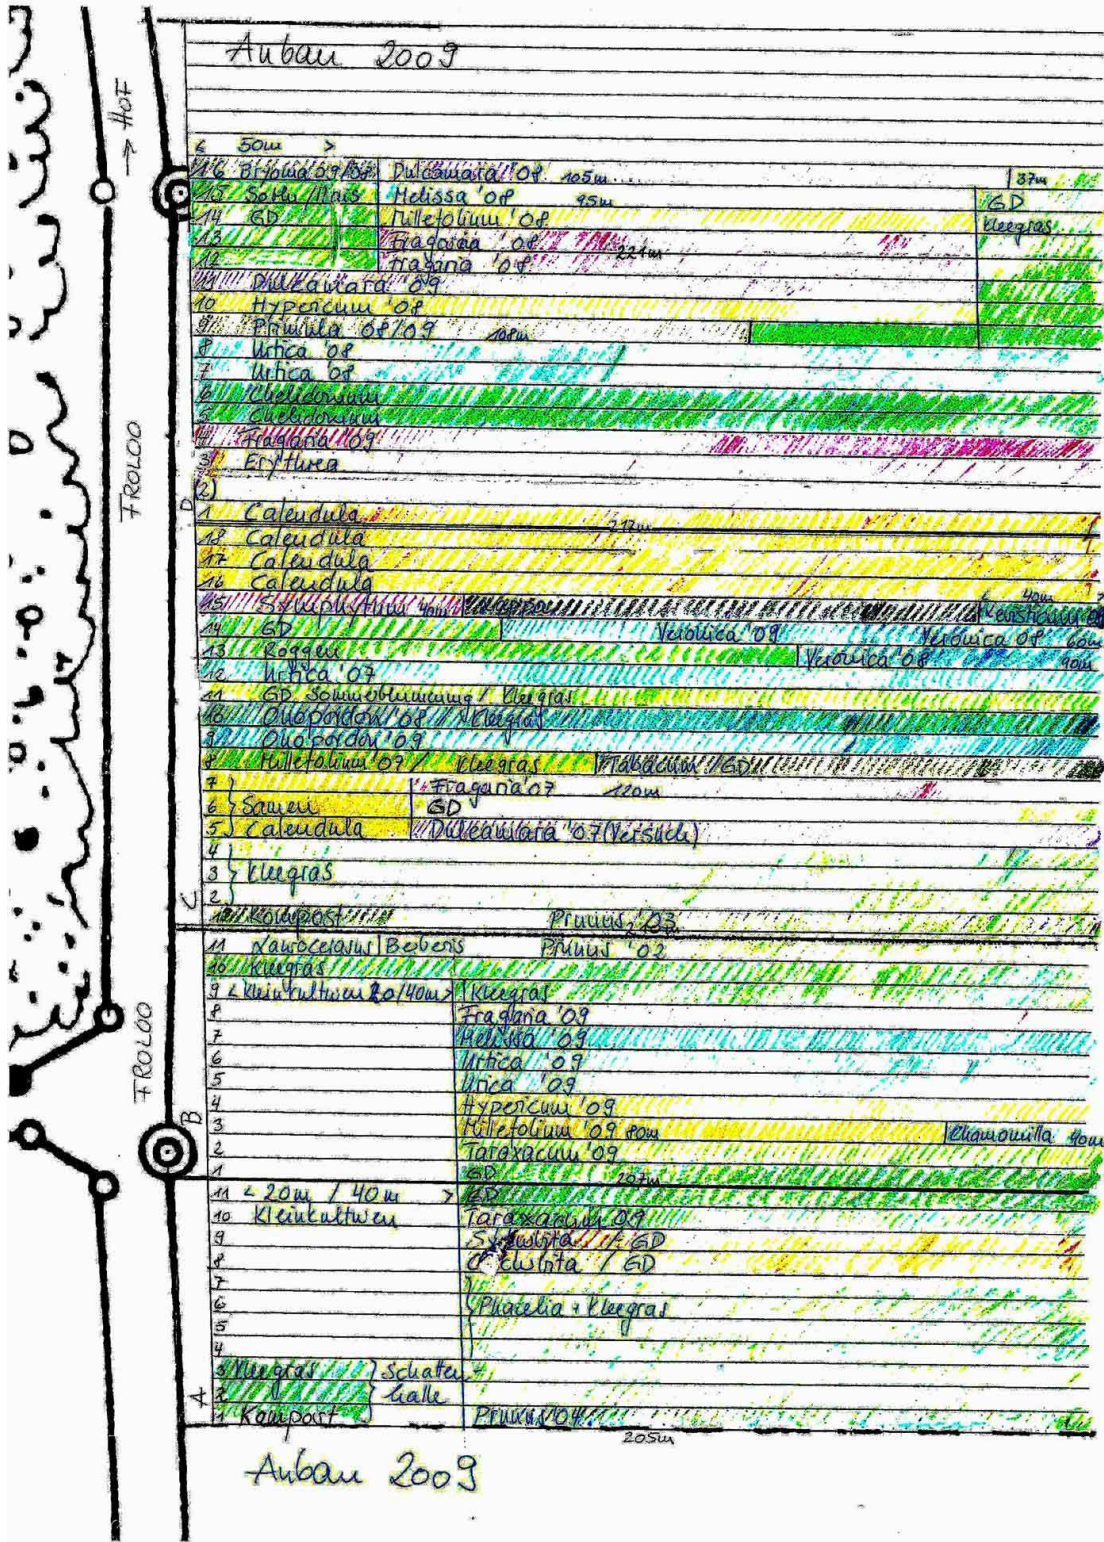 Anbau 2009
→ HOF
< 50m >
16 Bryonia '09/08 Dulcamara '08 105m 37m
15 Mais Melissa '08 95m GD
14 GD Millefolium '08 Kleegras
13 Fragaria '08 221m
12 Fragaria '08
11 Dulcamara '09
10 Hypericum '08
9 Primula 08/09 108m
8 Urtica '08
7 Urtica '08
6 Chelidonium
5 Chelidonium
4 Fragaria '09
3 Erythrea
(2)
D
1 Calendula 212m
18 Calendula
17 Calendula
16 Calendula
15 Symphytum 40m 40m
14 GD Veronica '09 Veronica 08 60m
13 Roggen Veronica '08 90m
12 Urtica '07
11 GD Kleegras
10 Onopordon '08 / Kleegras
9 Onopordon '09
8 Millefolium '07 / Kleegras Tabacum / GD
7 Fragaria '07 120m
6 Samen GD
5 Calendula Dulcamara '07 (Versuch)
4
3 Kleegras
2
C
1 Kompost Prunus '03
11 Laurocerasus | Berberis Prunus '02
10 Kleegras
9 < Kleinkulturen 20/40m > Kleegras
8 Fragaria '09
7 Melissa '09
6 Urtica '09
5 Urica '09
4 Hypericum '09
3 Millefolium '09 80m Chamomilla 40m
2 Taraxacum '09
B
1 GD 207m
11 < 20m / 40m > GD
10 Kleinkulturen Taraxacum 09
9 / GD
8 / GD
7
6 Phacelia + Kleegras
5
4
3 Kleegras Schatten-
2 halle
A
1 Kompost Prunus '04
205m
FROLOO
FROLOO
Anbau 2009